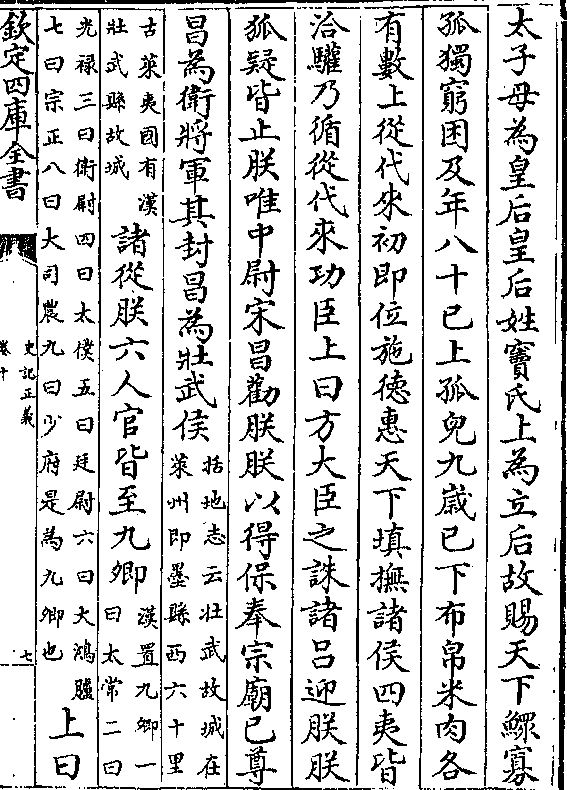 太子母為皇后皇后姓竇氏上為立后故賜天下鰥寡
孤獨窮困及年八十已上孤兒九歲已下布帛米肉各
有數上從代來初即位施德惠天下填撫諸侯四夷皆
洽驩乃循從代來功臣上曰方大臣之誅諸呂迎朕朕
狐疑皆止朕唯中尉宋昌勸朕朕以得保奉宗廟已尊
昌為衛將軍其封昌為壯武侯
括地志云壯武故城在
萊州即墨縣西六十里
古萊夷國有漢
壯武縣故城
諸從朕六人官皆至九卿
漢置九卿一
曰太常二曰
光禄三曰衛尉四曰太僕五曰廷尉六曰大鴻臚
七曰宗正八曰大司農九曰少府是為九卿也
上曰
欽定四庫全書
史記正義
卷十
七